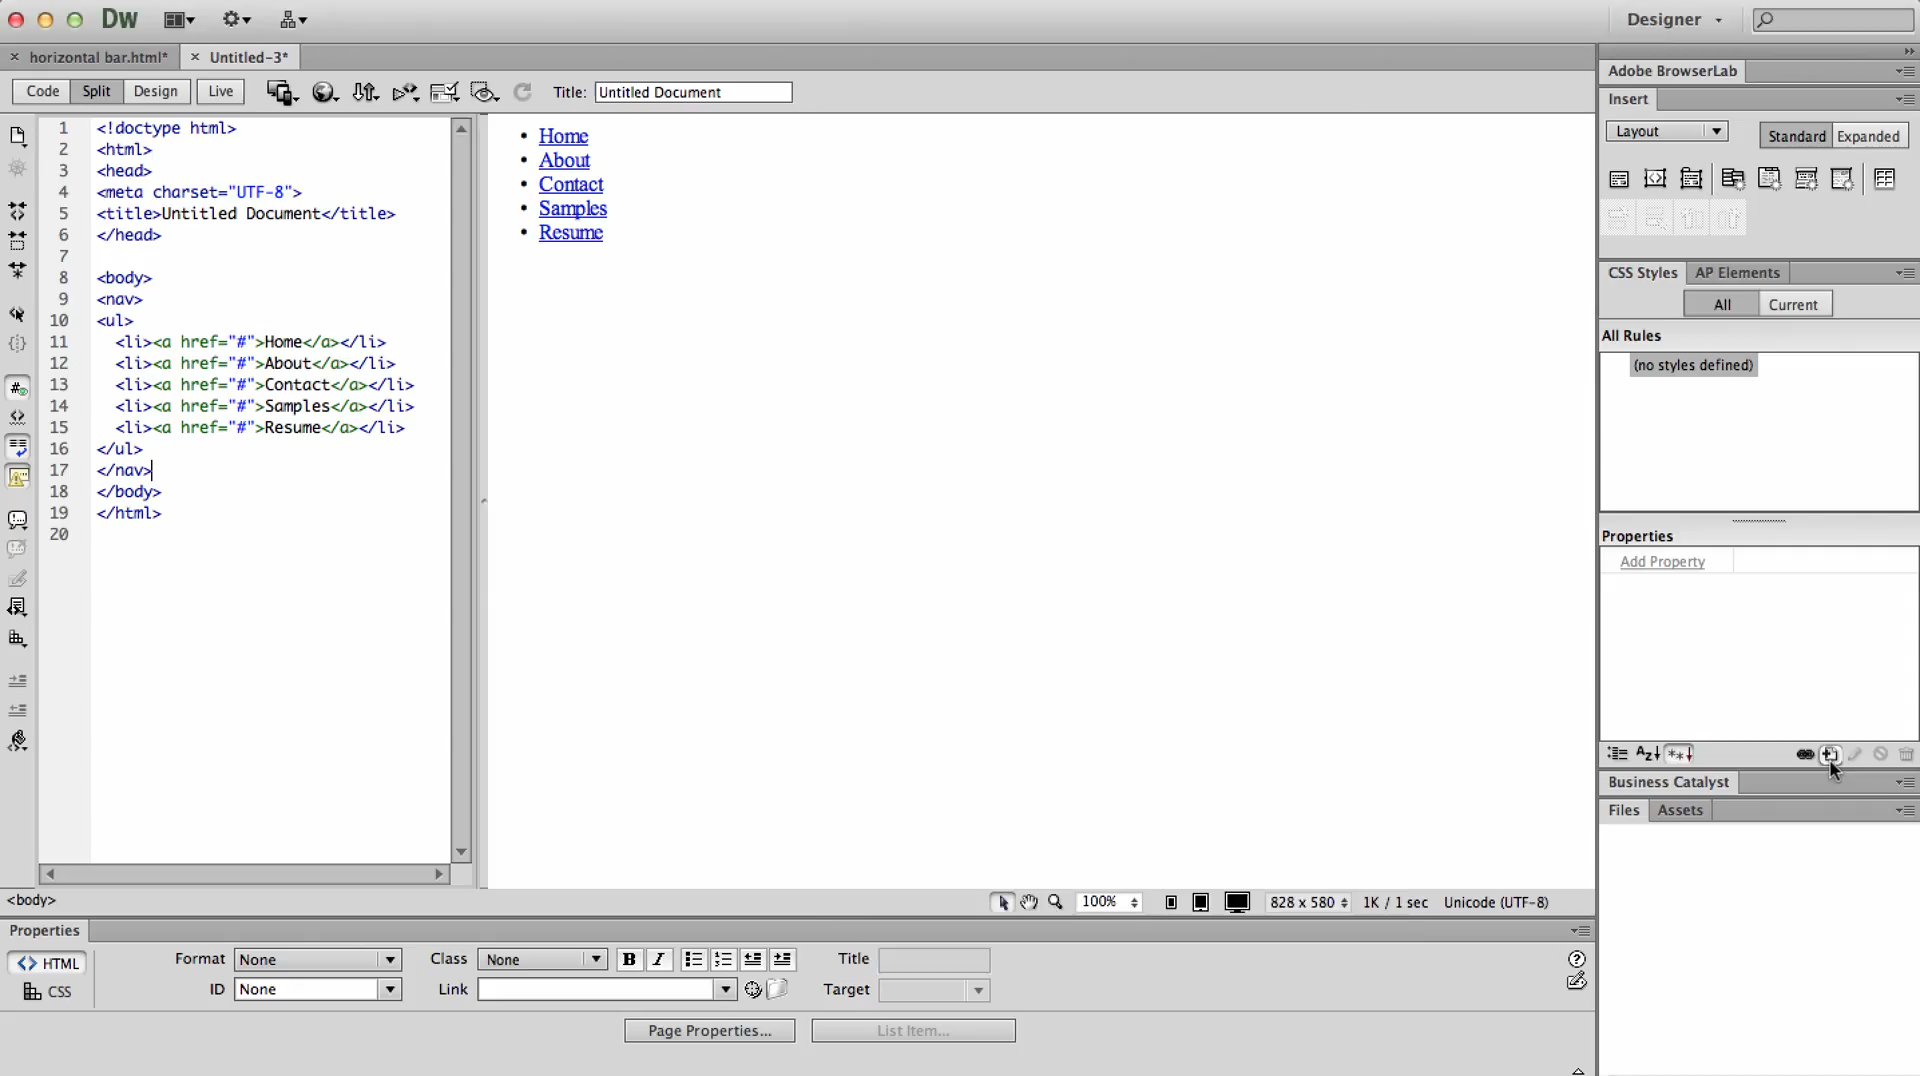 Dw
Designer
horizontal bar.html*
Untitled-3*
Code Split Design Live
Title: Untitled Document
1 <!doctype html>
2 <html>
3 <head>
4 <meta charset="UTF-8">
5 <title>Untitled Document</title>
6 </head>
7
8 <body>
9 <nav>
10 <ul>
11 <li><a href="#">Home</a></li>
12 <li><a href="#">About</a></li>
13 <li><a href="#">Contact</a></li>
14 <li><a href="#">Samples</a></li>
15 <li><a href="#">Resume</a></li>
16 </ul>
17 </nav>
18 </body>
19 </html>
20
• Home
• About
• Contact
• Samples
• Resume
Adobe BrowserLab
Insert
Layout
Standard Expanded
CSS Styles AP Elements
All Current
All Rules
(no styles defined)
Properties
Add Property
Business Catalyst
Files Assets
<body>
100% 828 x 580 1K / 1 sec Unicode (UTF-8)
Properties
<> HTML
CSS
Format None
Class None
B I
Title
ID None
Link
Target
Page Properties...
List Item...